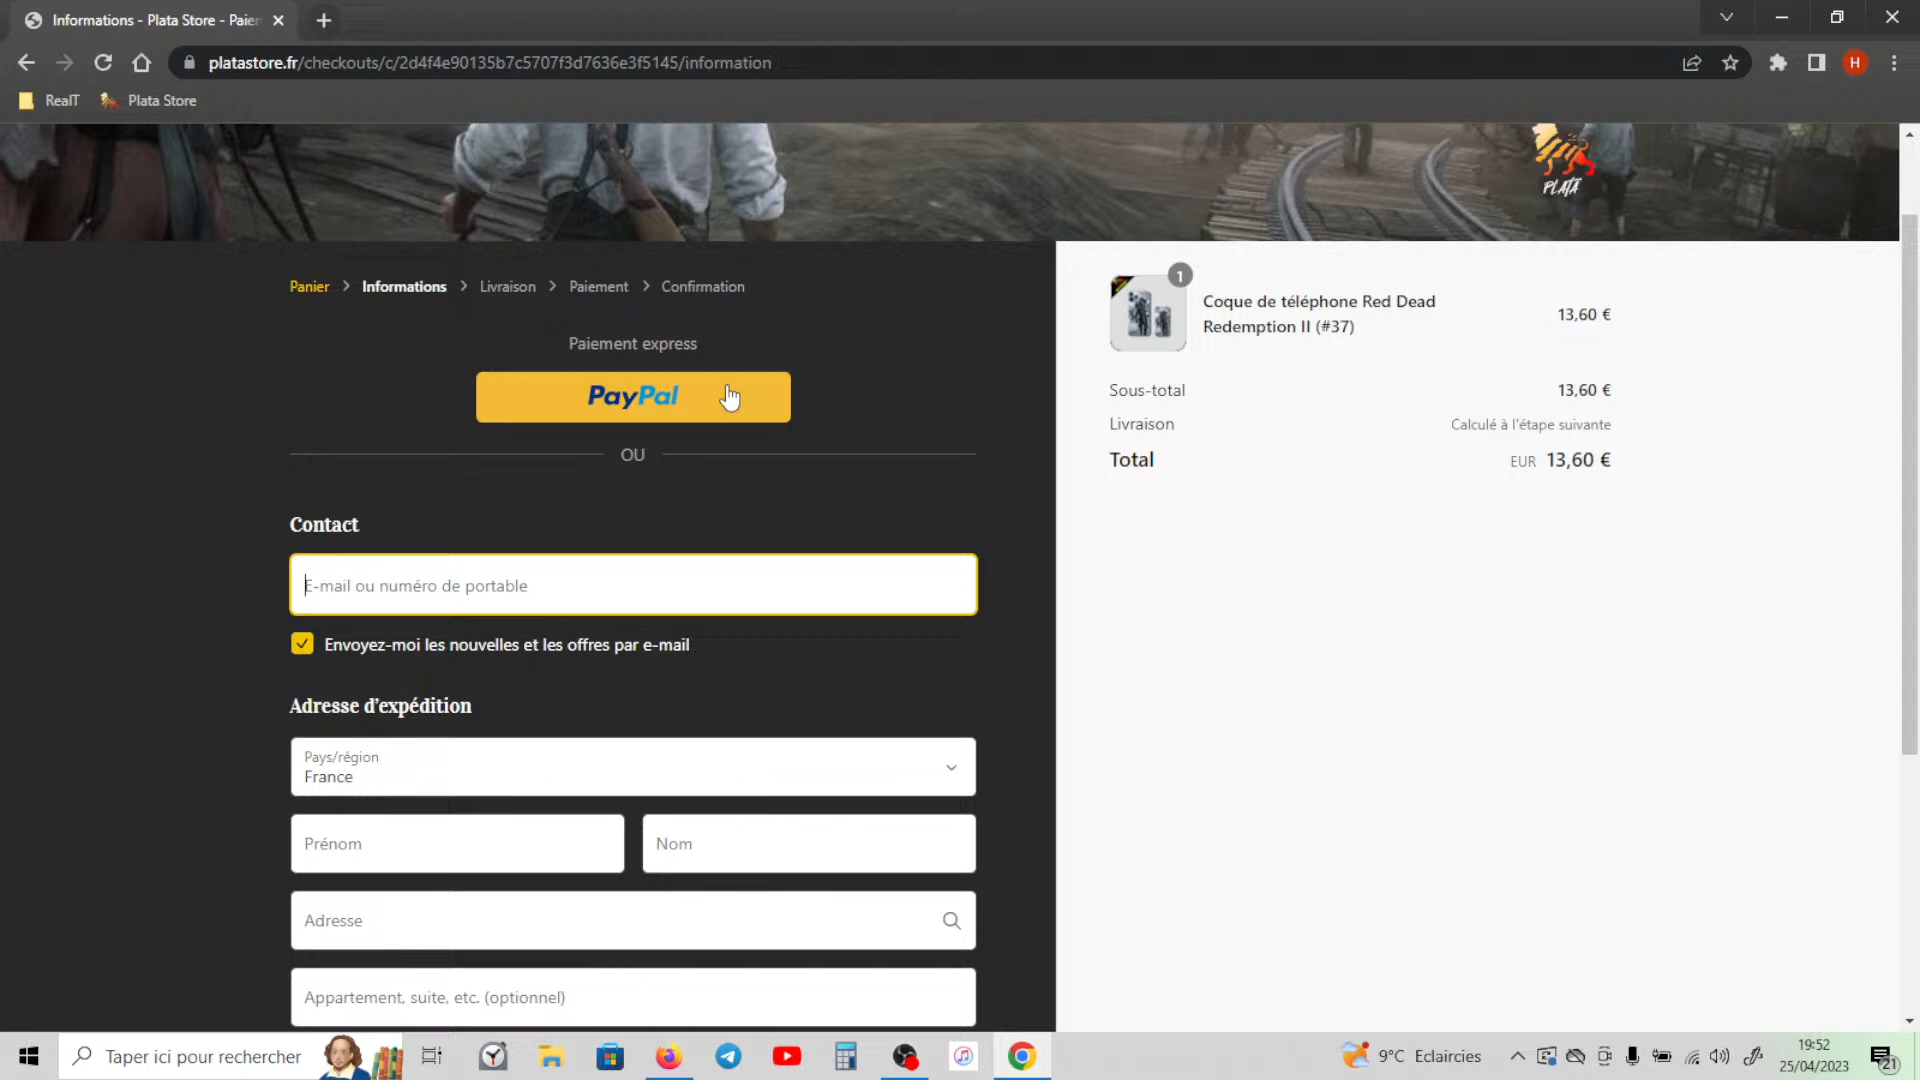 Informations - Plata Store - Paie
platastore.fr/checkouts/c/2d4f4e90135b7c5707f3d7636e3f5145/information
H
RealT
Plata Store
PLATA
Panier > Informations > Livraison > Paiement > Confirmation
Paiement express
PayPal
OU
Contact
E-mail ou numéro de portable
Envoyez-moi les nouvelles et les offres par e-mail
Adresse d'expédition
Pays/région
France
Prénom
Nom
Adresse
Appartement, suite, etc. (optionnel)
1
Coque de téléphone Red Dead
Redemption II (#37)
13,60 €
Sous-total
13,60 €
Livraison
Calculé à l'étape suivante
Total
EUR 13,60 €
Taper ici pour rechercher
9°C Eclaircies
19:52
25/04/2023
21